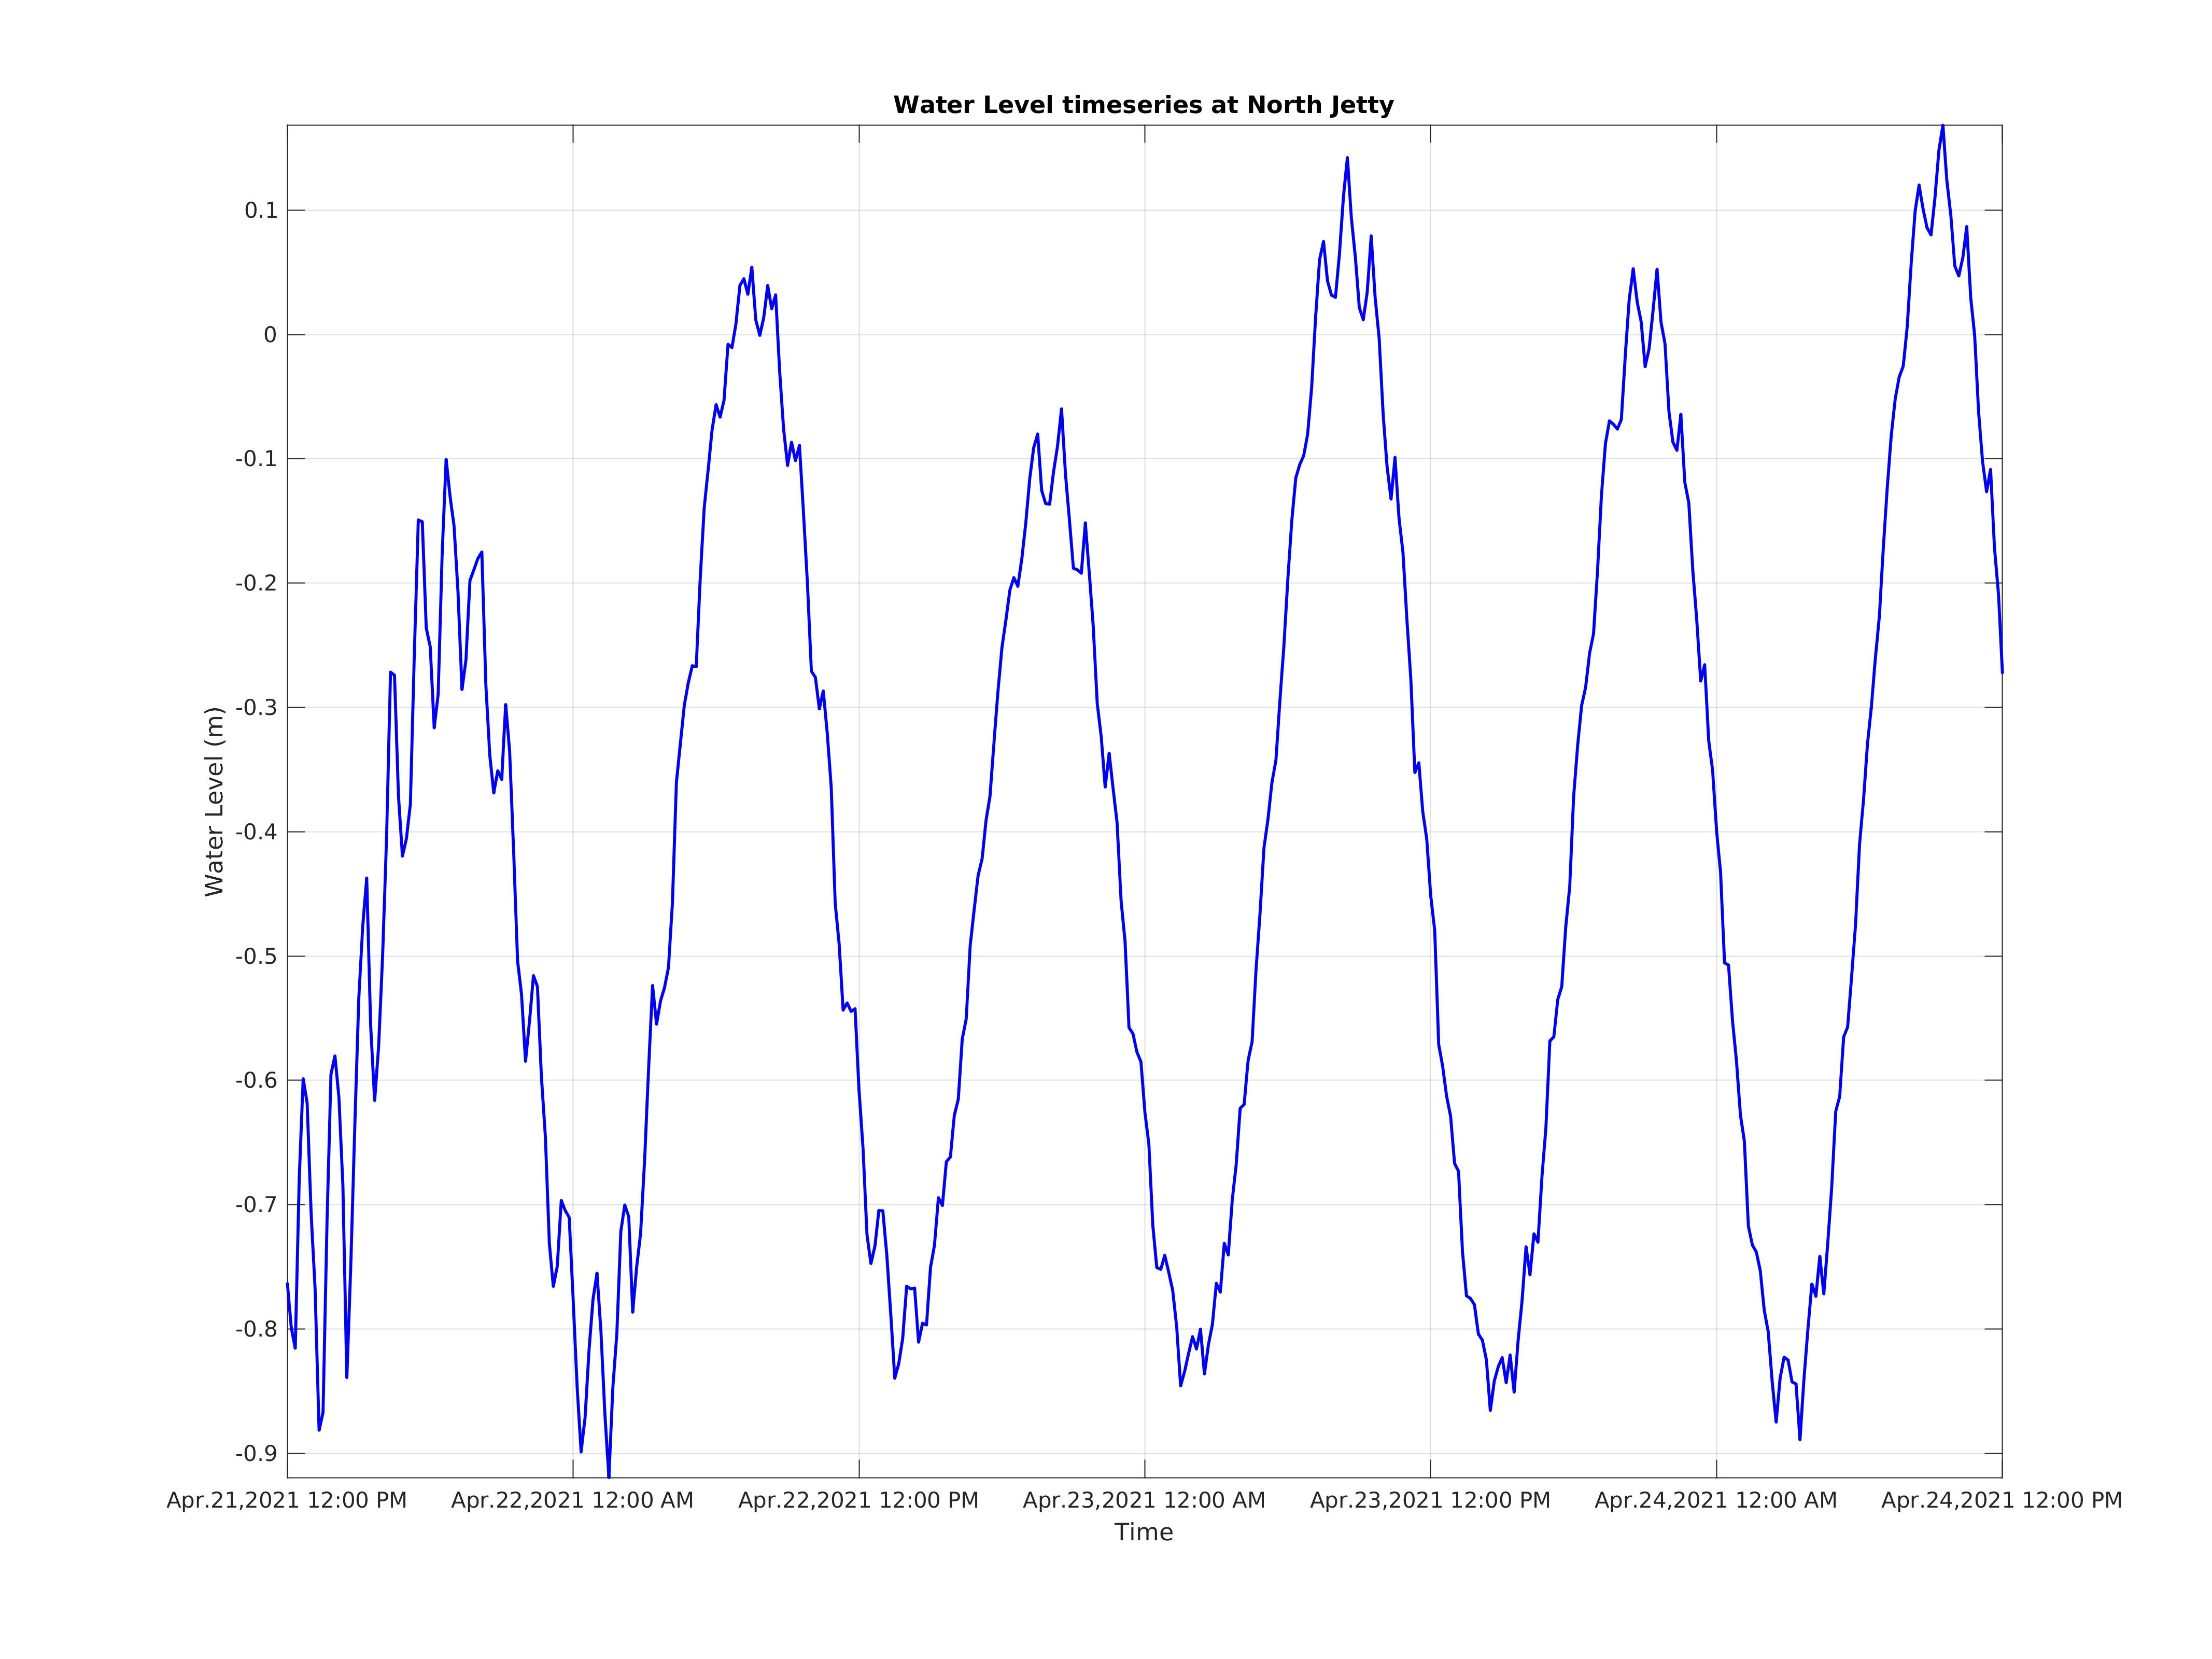 Water Level timeseries at North Jetty
0.1
0
-0.1
-0.2
-0.3
-0.4
-0.5
-0.6
-0.7
-0.8
-0.9
Water Level (m)
Apr.21,2021 12:00 PM Apr.22,2021 12:00 AM Apr.22,2021 12:00 PM Apr.23,2021 12:00 AM Apr.23,2021 12:00 PM Apr.24,2021 12:00 AM Apr.24,2021 12:00 PM
Time